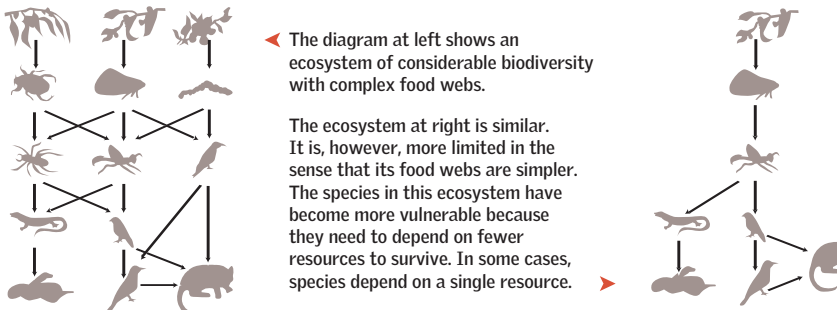 The diagram at left shows an
ecosystem of considerable biodiversity
with complex food webs.
The ecosystem at right is similar.
It is, however, more limited in the
sense that its food webs are simpler.
The species in this ecosystem have
become more vulnerable because
they need to depend on fewer
resources to survive. In some cases,
species depend on a single resource.